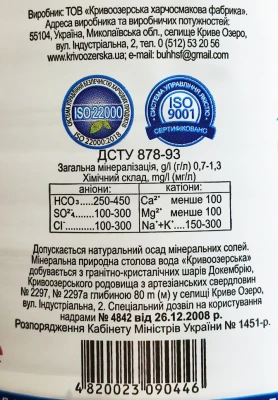 Виробник: ТОВ «Кривоозерська харчосмакова фабрика».
Адреса виробника та виробничих потужностей:
55104, Україна, Миколаївська обл., селище Криве Озеро,
вул. Індустріальна, 2, тел. 0 (512) 53 20 56
www.krivoozerska.ua; email: buhhsf@gmail.com
ISO 22000
ISO 22000:2018
СИСТЕМА УПРАВЛІННЯ ЯКІСТЮ
ISO
9001
СЕРТИФІКОВАНО
ДСТУ 878-93
Загальна мінералізація, g/l (г/л) 0,7-1,3
Хімічний склад, mg/l (мг/л)
аніони: катіони:
HCO₃.....250-450 Ca²⁺ менше 100
SO²⁴.......100-300 Mg²⁺ менше 100
Cl⁻..........100-300 Na⁺+K⁺....150-300
Допускається натуральний осад мінеральних солей.
Мінеральна природна столова вода «Кривоозерська»
добувається з гранітно-кристалічних шарів Докембрію,
Кривоозерського родовища з артезіанських свердловин
№ 2297, № 2297а глибиною 80 m (м) у селищі Криве Озеро,
вул. Індустріальна, 2. Спеціальний дозвіл на користування
надрами № 4842 від 26.12.2008 р.
Розпорядження Кабінету Міністрів України № 1451-р.
4 820023 090446